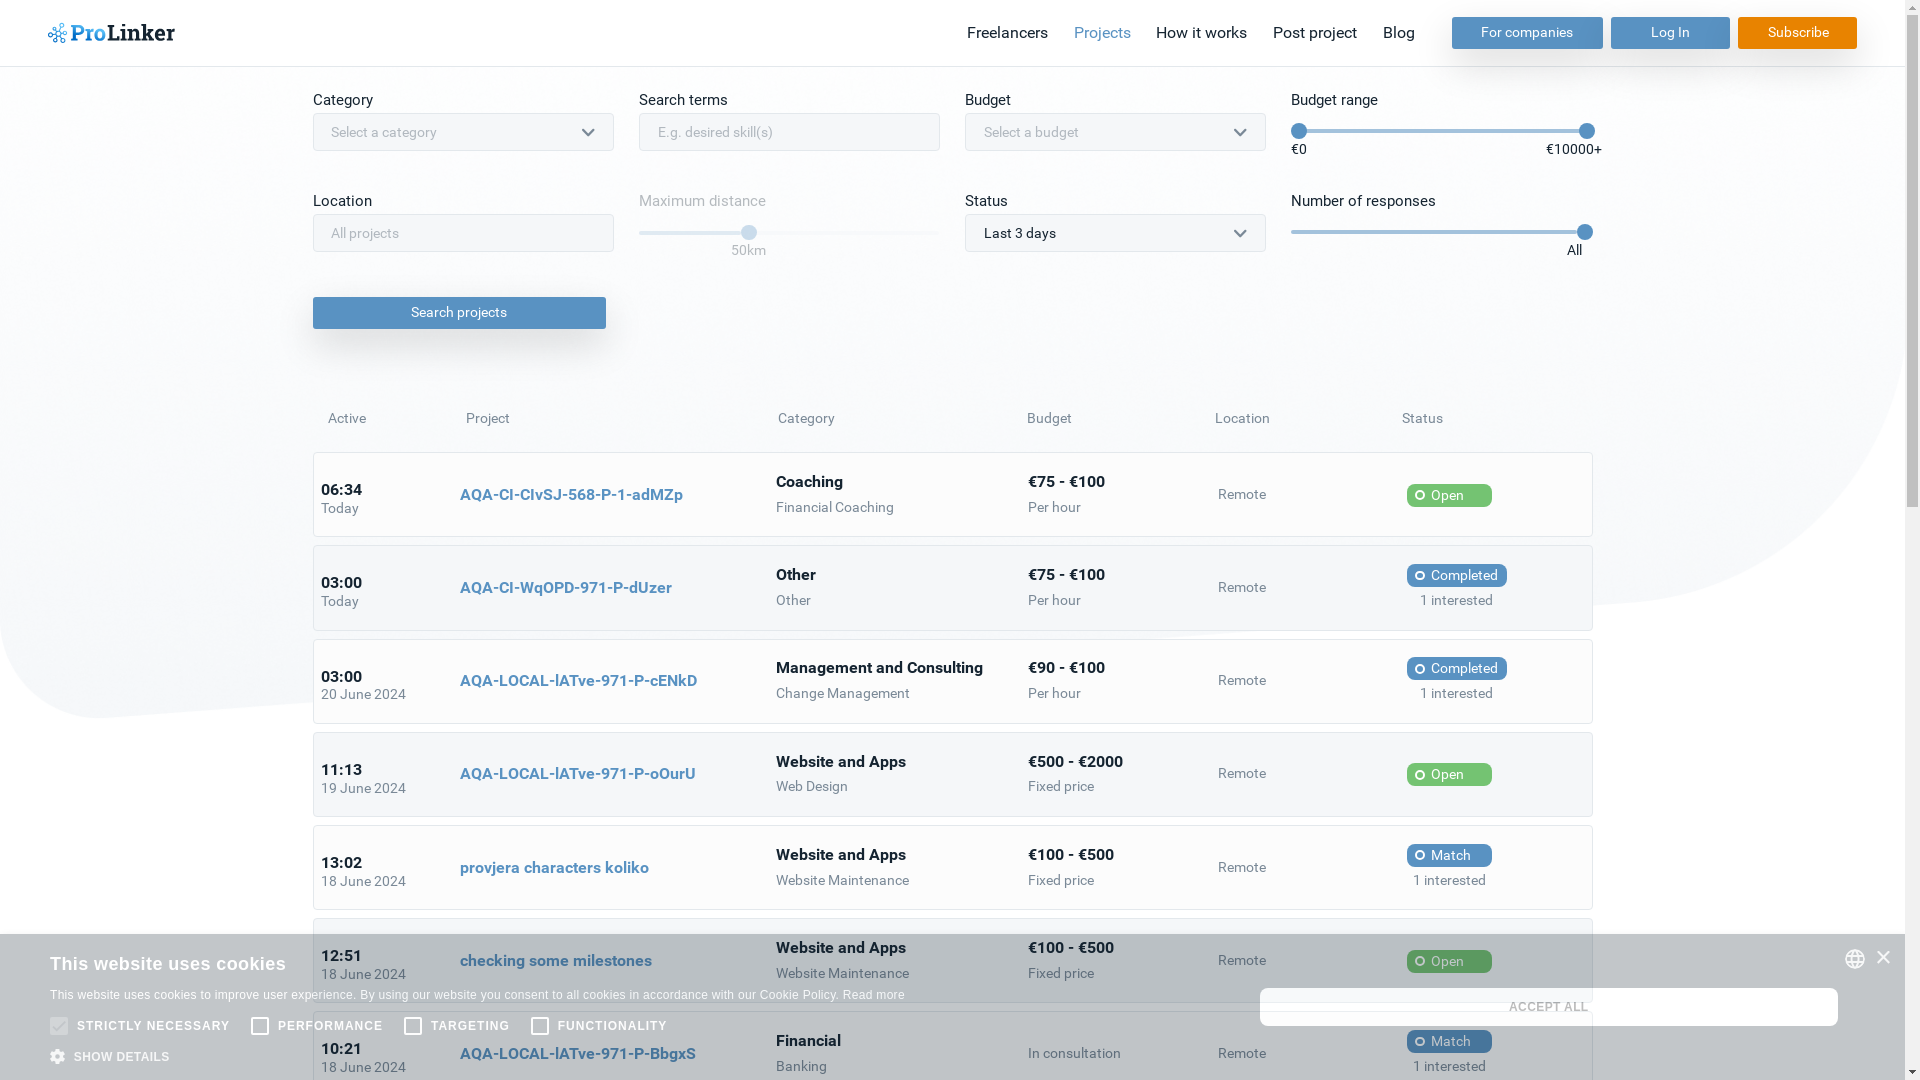 ProLinker
Freelancers Projects How it works Post project Blog For companies Log In Subscribe
Category Search terms Budget Budget range
Select a category E.g. desired skill(s) Select a budget
€0 €10000+
Location Maximum distance Status Number of responses
All projects Last 3 days
50km All
Search projects
Active Project Category Budget Location Status
06:34 Today AQA-CI-CIvSJ-568-P-1-adMZp Coaching Financial Coaching €75 - €100 Per hour Remote Open
03:00 Today AQA-CI-WqOPD-971-P-dUzer Other Other €75 - €100 Per hour Remote Completed 1 interested
03:00 20 June 2024 AQA-LOCAL-lATve-971-P-cENkD Management and Consulting Change Management €90 - €100 Per hour Remote Completed 1 interested
11:13 19 June 2024 AQA-LOCAL-lATve-971-P-oOurU Website and Apps Web Design €500 - €2000 Fixed price Remote Open
13:02 18 June 2024 provjera characters koliko Website and Apps Website Maintenance €100 - €500 Fixed price Remote Match 1 interested
12:51 18 June 2024 checking some milestones Website and Apps Website Maintenance €100 - €500 Fixed price Remote Open
10:21 18 June 2024 AQA-LOCAL-lATve-971-P-BbgxS Financial Banking In consultation Remote Match 1 interested
This website uses cookies
This website uses cookies to improve user experience. By using our website you consent to all cookies in accordance with our Cookie Policy. Read more
STRICTLY NECESSARY PERFORMANCE TARGETING FUNCTIONALITY
SHOW DETAILS
ACCEPT ALL